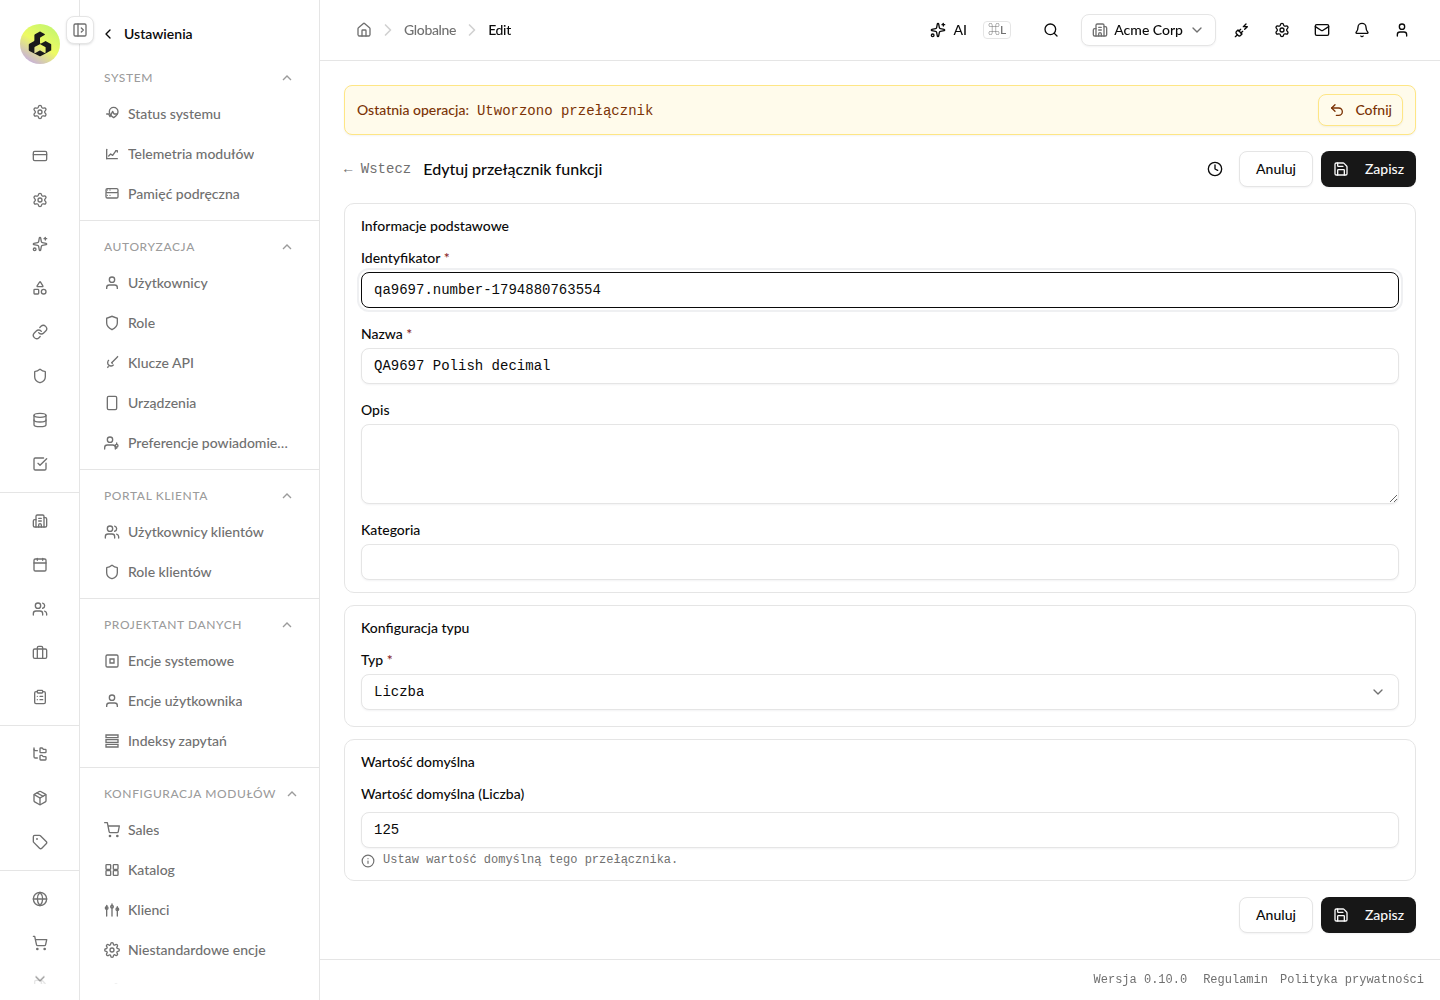 Ustawienia
SYSTEM
Status systemu
Telemetria modułów
Pamięć podręczna
AUTORYZACJA
Użytkownicy
Role
Klucze API
Urządzenia
Preferencje powiadomie...
PORTAL KLIENTA
Użytkownicy klientów
Role klientów
PROJEKTANT DANYCH
Encje systemowe
Encje użytkownika
Indeksy zapytań
KONFIGURACJA MODUŁÓW
Sales
Katalog
Klienci
Niestandardowe encje
Globalne
Edit
AI ⌘L
Acme Corp
Ostatnia operacja: Utworzono przełącznik
Cofnij
← Wstecz Edytuj przełącznik funkcji
Anuluj
Zapisz
Informacje podstawowe
Identyfikator *
qa9697.number-1794880763554
Nazwa *
QA9697 Polish decimal
Opis
Kategoria
Konfiguracja typu
Typ *
Liczba
Wartość domyślna
Wartość domyślna (Liczba)
125
Ustaw wartość domyślną tego przełącznika.
Anuluj
Zapisz
Wersja 0.10.0 Regulamin Polityka prywatności